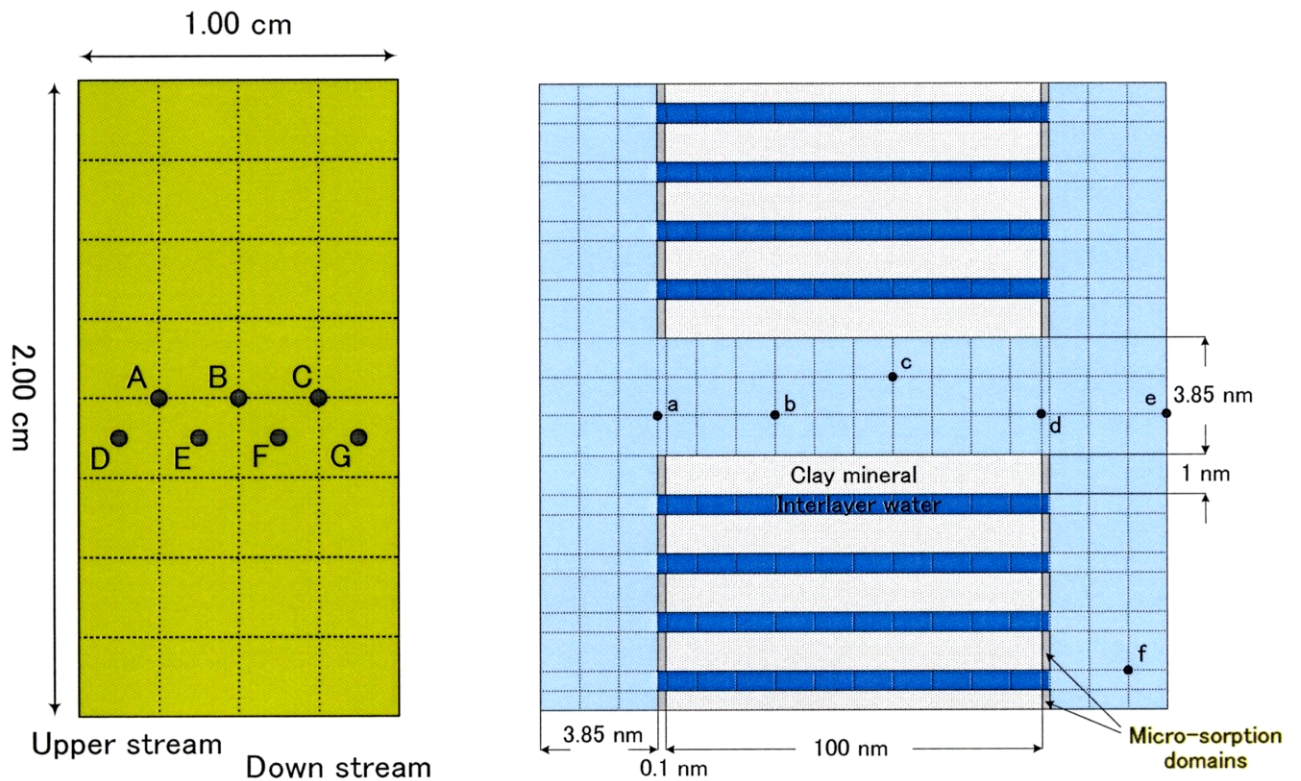 1.00 cm
2.00 cm
A
B
C
D
E
F
G
Upper stream
Down stream
a
b
c
d
e
f
3.85 nm
1 nm
Clay mineral
Interlayer water
3.85 nm
0.1 nm
100 nm
Micro-sorption
domains